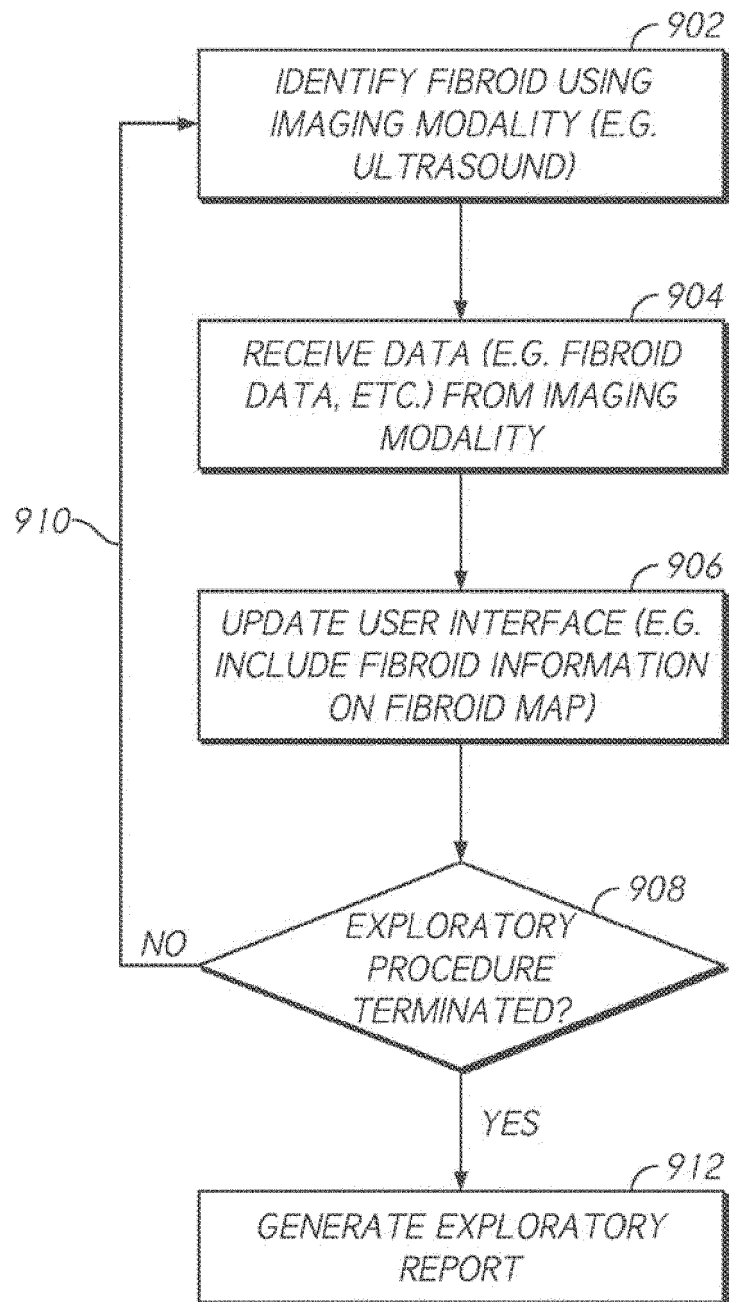 902
IDENTIFY FIBROID USING
IMAGING MODALITY (E.G.
ULTRASOUND)
904
RECEIVE DATA (E.G. FIBROID
DATA, ETC.) FROM IMAGING
MODALITY
910
906
UPDATE USER INTERFACE (E.G.
INCLUDE FIBROID INFORMATION
ON FIBROID MAP)
908
NO
EXPLORATORY
PROCEDURE
TERMINATED?
YES
912
GENERATE EXPLORATORY
REPORT